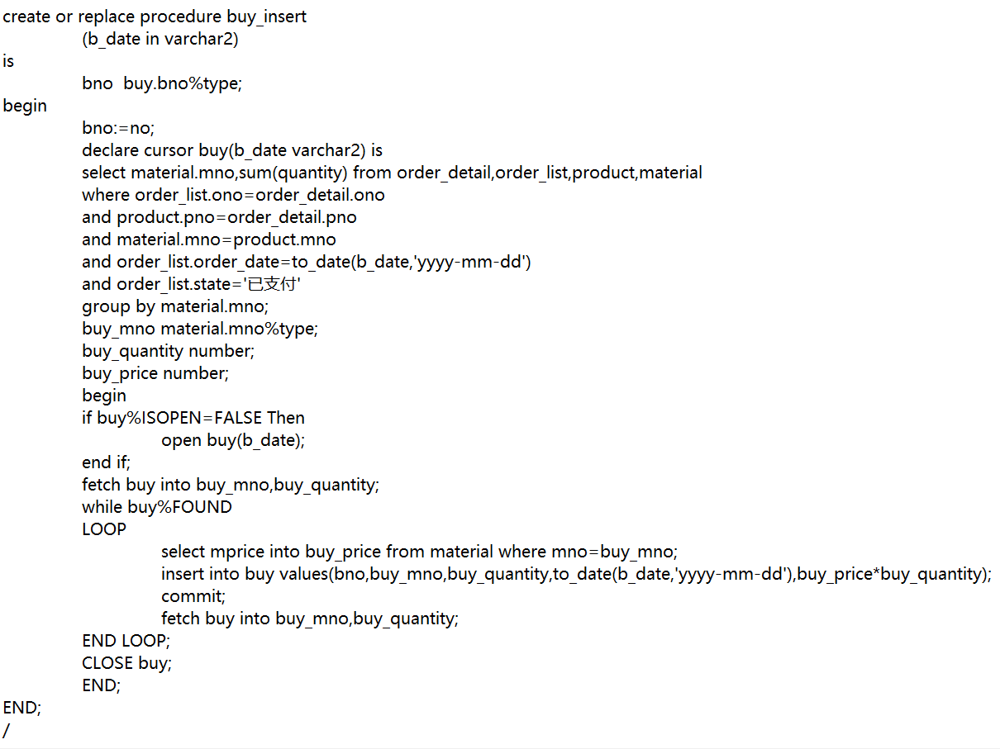 create or replace procedure buy_insert
(b_date in varchar2)
is
bno  buy.bno%type;
begin
bno:=no;
declare cursor buy(b_date varchar2) is
select material.mno,sum(quantity) from order_detail,order_list,product,material
where order_list.ono=order_detail.ono
and product.pno=order_detail.pno
and material.mno=product.mno
and order_list.order_date=to_date(b_date,'yyyy-mm-dd')
and order_list.state='已支付'
group by material.mno;
buy_mno material.mno%type;
buy_quantity number;
buy_price number;
begin
if buy%ISOPEN=FALSE Then
open buy(b_date);
end if;
fetch buy into buy_mno,buy_quantity;
while buy%FOUND
LOOP
select mprice into buy_price from material where mno=buy_mno;
insert into buy values(bno,buy_mno,buy_quantity,to_date(b_date,'yyyy-mm-dd'),buy_price*buy_quantity);
commit;
fetch buy into buy_mno,buy_quantity;
END LOOP;
CLOSE buy;
END;
END;
/